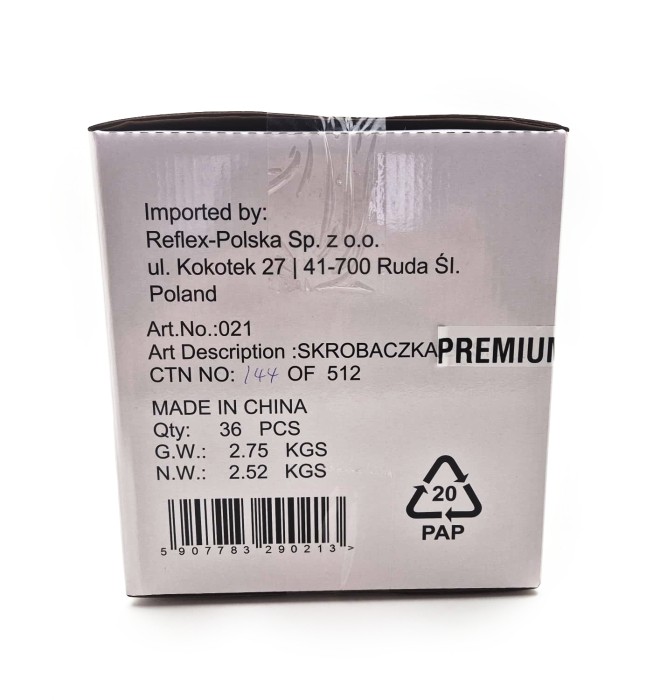 Imported by:
Reflex-Polska Sp. z o.o.
ul. Kokotek 27 | 41-700 Ruda Śl.
Poland
Art.No.:021
Art Description :SKROBACZKA PREMIUM
CTN NO: 144 OF 512
MADE IN CHINA
Qty: 36 PCS
G.W.: 2.75 KGS
N.W.: 2.52 KGS
5 907783 290213 >
20
PAP